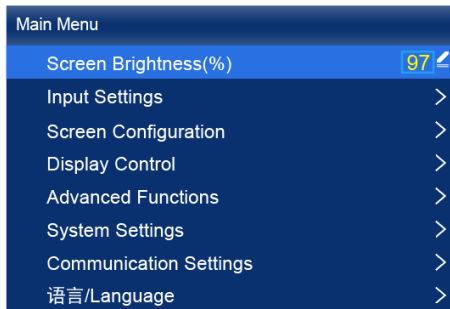 Main Menu
Screen Brightness(%) 97
Input Settings
Screen Configuration
Display Control
Advanced Functions
System Settings
Communication Settings
语言/Language